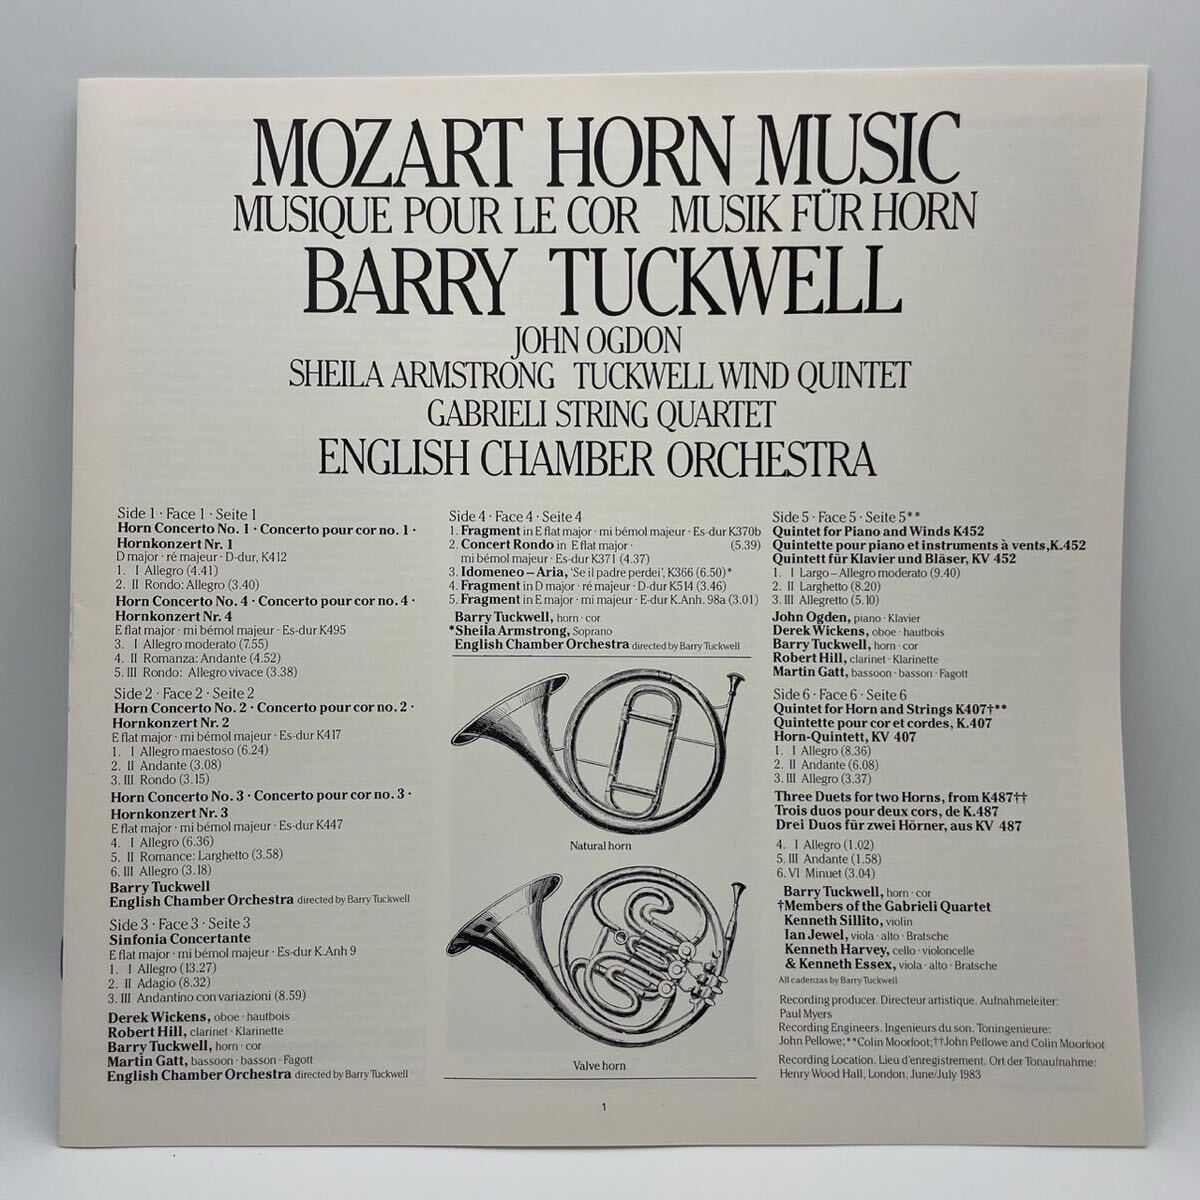 MOZART HORN MUSIC
MUSIQUE POUR LE COR MUSIK FÜR HORN
BARRY TUCKWELL
JOHN OGDON
SHEILA ARMSTRONG TUCKWELL WIND QUINTET
GABRIELI STRING QUARTET
ENGLISH CHAMBER ORCHESTRA
Side 1 · Face 1 · Seite 1
Horn Concerto No. 1 · Concerto pour cor no. 1 ·
Hornkonzert Nr. 1
D major · ré majeur · D-dur, K412
1. I Allegro (4.41)
2. II Rondo: Allegro (3.40)
Horn Concerto No. 4 · Concerto pour cor no. 4 ·
Hornkonzert Nr. 4
E flat major · mi bémol majeur · Es-dur K495
3. I Allegro moderato (7.55)
4. II Romanza: Andante (4.52)
5. III Rondo: Allegro vivace (3.38)
Side 2 · Face 2 · Seite 2
Horn Concerto No. 2 · Concerto pour cor no. 2 ·
Hornkonzert Nr. 2
E flat major · mi bémol majeur · Es-dur K417
1. I Allegro maestoso (6.24)
2. II Andante (3.08)
3. III Rondo (3.15)
Horn Concerto No. 3 · Concerto pour cor no. 3 ·
Hornkonzert Nr. 3
E flat major · mi bémol majeur · Es-dur K447
4. I Allegro (6.36)
5. II Romance: Larghetto (3.58)
6. III Allegro (3.18)
Barry Tuckwell
English Chamber Orchestra directed by Barry Tuckwell
Side 3 · Face 3 · Seite 3
Sinfonia Concertante
E flat major · mi bémol majeur · Es-dur K.Anh 9
1. I Allegro (13.27)
2. II Adagio (8.32)
3. III Andantino con variazioni (8.59)
Derek Wickens, oboe · hautbois
Robert Hill, clarinet · Klarinette
Barry Tuckwell, horn · cor
Martin Gatt, bassoon · basson · Fagott
English Chamber Orchestra directed by Barry Tuckwell
Side 4 · Face 4 · Seite 4
1. Fragment in E flat major · mi bémol majeur · Es-dur K370b
2. Concert Rondo in E flat major · (5.39)
mi bémol majeur · Es-dur K371 (4.37)
3. Idomeneo – Aria, 'Se il padre perdei', K366 (6.50)*
4. Fragment in D major · ré majeur · D-dur K514 (3.46)
5. Fragment in E major · mi majeur · E-dur K.Anh. 98a (3.01)
Barry Tuckwell, horn · cor
*Sheila Armstrong, Soprano
English Chamber Orchestra directed by Barry Tuckwell
Natural horn
Valve horn
Side 5 · Face 5 · Seite 5**
Quintet for Piano and Winds K452
Quintette pour piano et instruments à vents, K.452
Quintett für Klavier und Bläser, KV 452
1. I Largo – Allegro moderato (9.40)
2. II Larghetto (8.20)
3. III Allegretto (5.10)
John Ogden, piano · Klavier
Derek Wickens, oboe · hautbois
Barry Tuckwell, horn · cor
Robert Hill, clarinet · Klarinette
Martin Gatt, bassoon · basson · Fagott
Side 6 · Face 6 · Seite 6
Quintet for Horn and Strings K407†**
Quintette pour cor et cordes, K.407
Horn-Quintett, KV 407
1. I Allegro (8.36)
2. II Andante (6.08)
3. III Allegro (3.37)
Three Duets for two Horns, from K487††
Trois duos pour deux cors, de K.487
Drei Duos für zwei Hörner, aus KV 487
4. I Allegro (1.02)
5. III Andante (1.58)
6. VI Minuet (3.04)
Barry Tuckwell, horn · cor
†Members of the Gabrieli Quartet
Kenneth Sillito, violin
Ian Jewel, viola · alto · Bratsche
Kenneth Harvey, cello · violoncelle
& Kenneth Essex, viola · alto · Bratsche
All cadenzas by Barry Tuckwell
Recording producer. Directeur artistique. Aufnahmeleiter:
Paul Myers
Recording Engineers. Ingenieurs du son. Toningenieure:
John Pellowe; **Colin Moorfoot; ††John Pellowe and Colin Moorfoot
Recording Location. Lieu d'enregistrement. Ort der Tonaufnahme:
Henry Wood Hall, London, June/July 1983
1